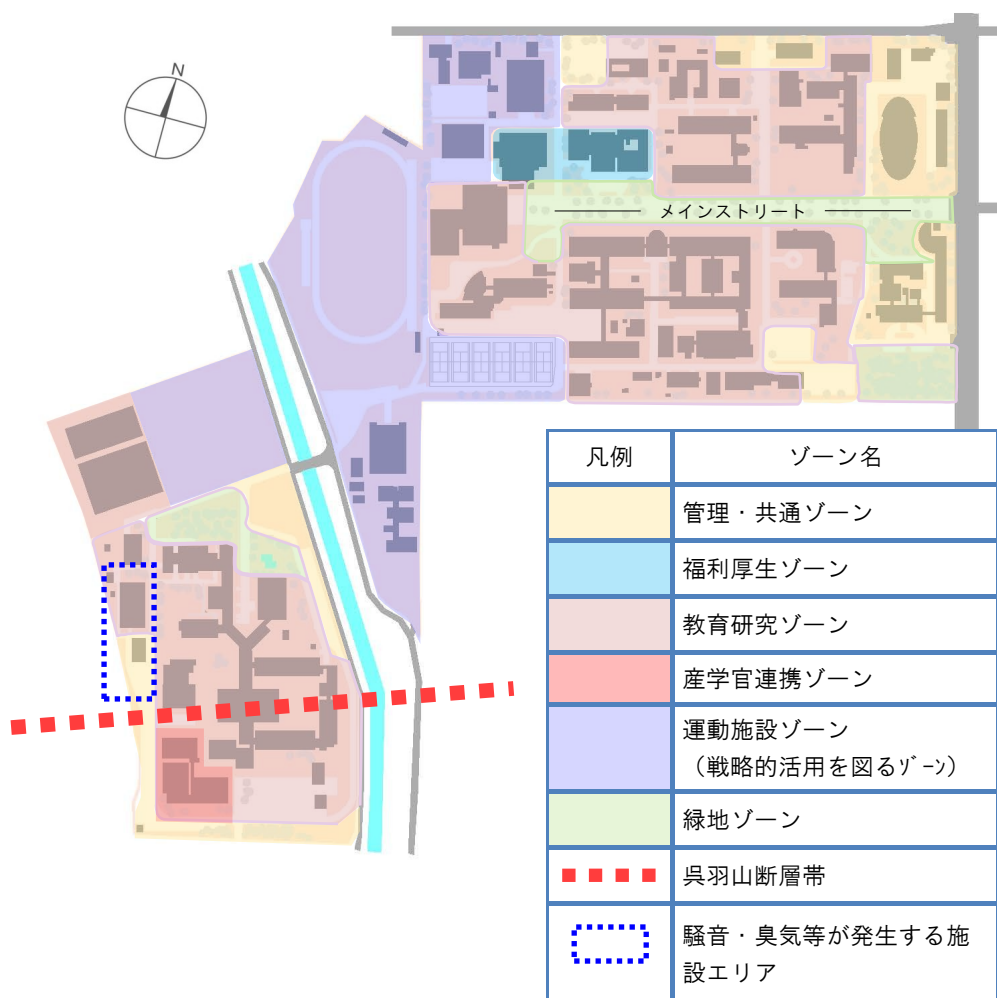 N
メインストリート
凡例
ゾーン名
管理・共通ゾーン
福利厚生ゾーン
教育研究ゾーン
産学官連携ゾーン
運動施設ゾーン
（戦略的活用を図るｿﾞｰﾝ）
緑地ゾーン
呉羽山断層帯
騒音・臭気等が発生する施
設エリア